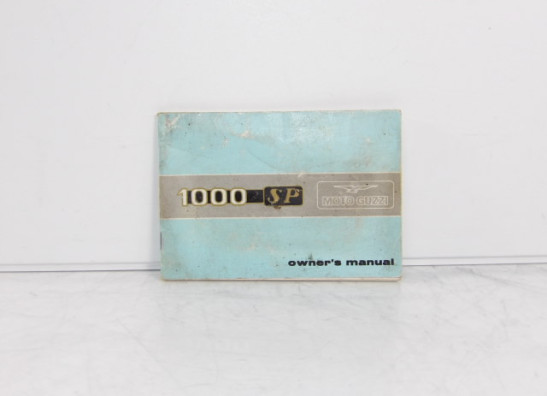 1000 SP
MOTO GUZZI
owner's manual